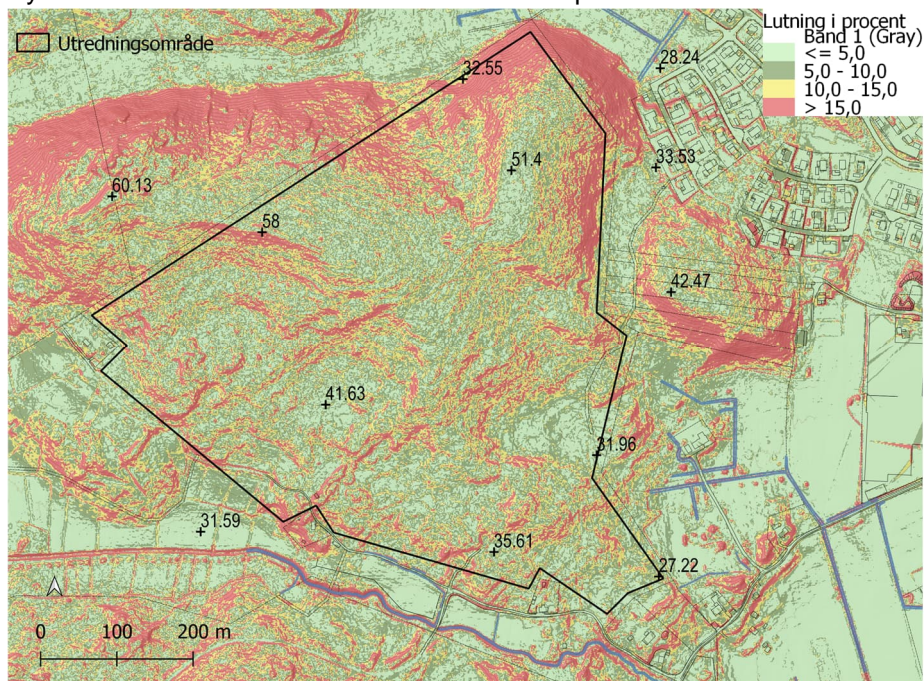 Lutning i procent
Band 1 (Gray)
<= 5,0
5,0 - 10,0
10,0 - 15,0
> 15,0
Utredningsområde
28.24
32.55
51.4
33.53
60.13
58
42.47
41.63
31.96
31.59
35.61
27.22
0 100 200 m